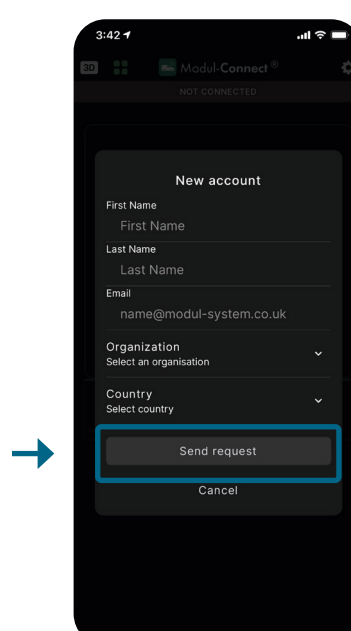 3:42
3D
Modul-Connect®
NOT CONNECTED
New account
First Name
First Name
Last Name
Last Name
Email
name@modul-system.co.uk
Organization
Select an organisation
Country
Select country
Send request
Cancel